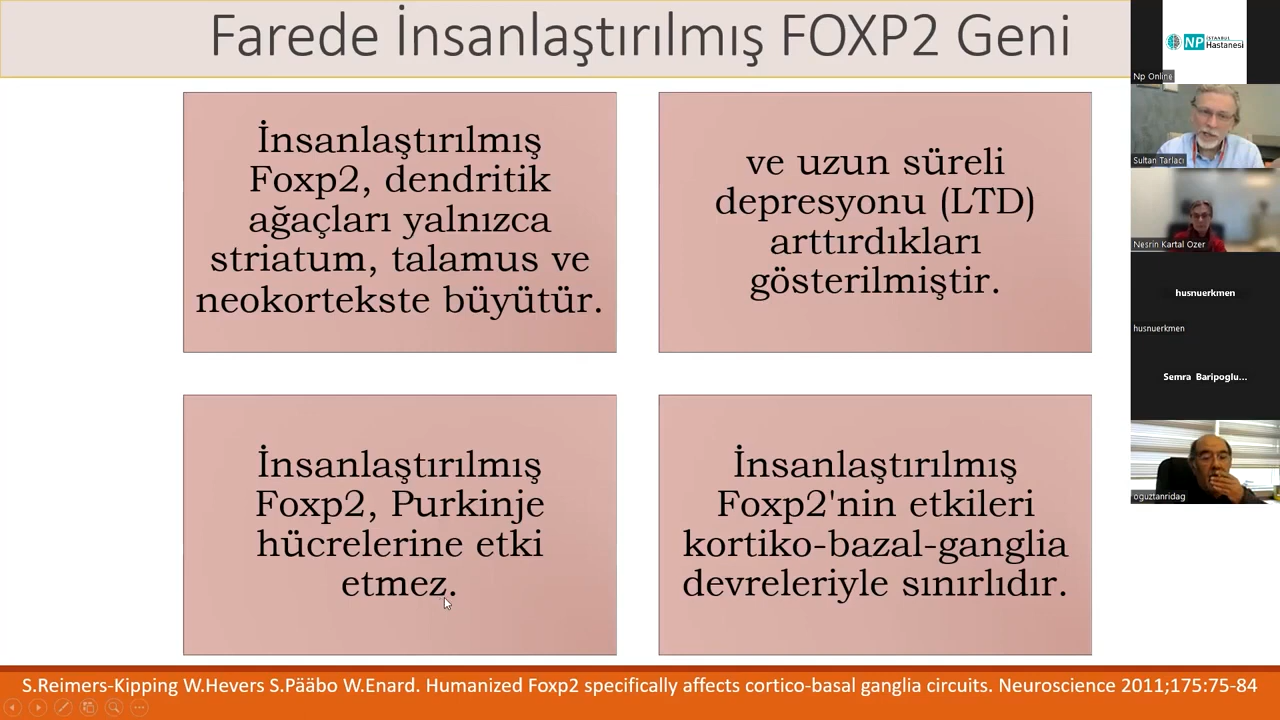 Farede İnsanlaştırılmış FOXP2 Geni
İnsanlaştırılmış
Foxp2, dendritik
ağaçları yalnızca
striatum, talamus ve
neokortekste büyütür.
ve uzun süreli
depresyonu (LTD)
arttırdıkları
gösterilmiştir.
İnsanlaştırılmış
Foxp2, Purkinje
hücrelerine etki
etmez.
İnsanlaştırılmış
Foxp2'nin etkileri
kortiko-bazal-ganglia
devreleriyle sınırlıdır.
S.Reimers-Kipping W.Hevers S.Pääbo W.Enard. Humanized Foxp2 specifically affects cortico-basal ganglia circuits. Neuroscience 2011;175:75-84
NP İSTANBUL
Hastanesi
Np Online
Sultan Tarlacı
Nesrin Kartal Ozer
husnuerkmen
husnuerkmen
Semra Baripoglu...
oguztanridag